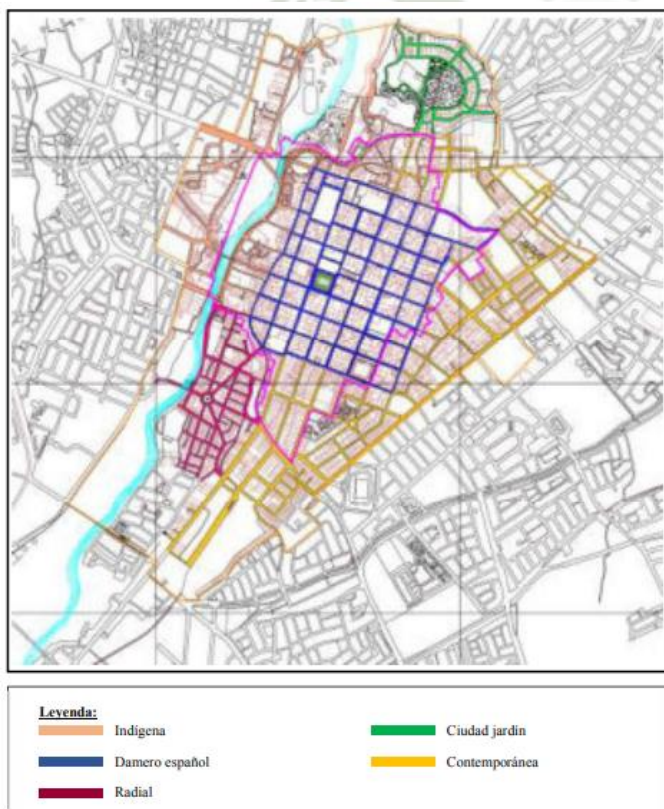 Leyenda:
Indígena
Ciudad jardín
Damero español
Contemporánea
Radial